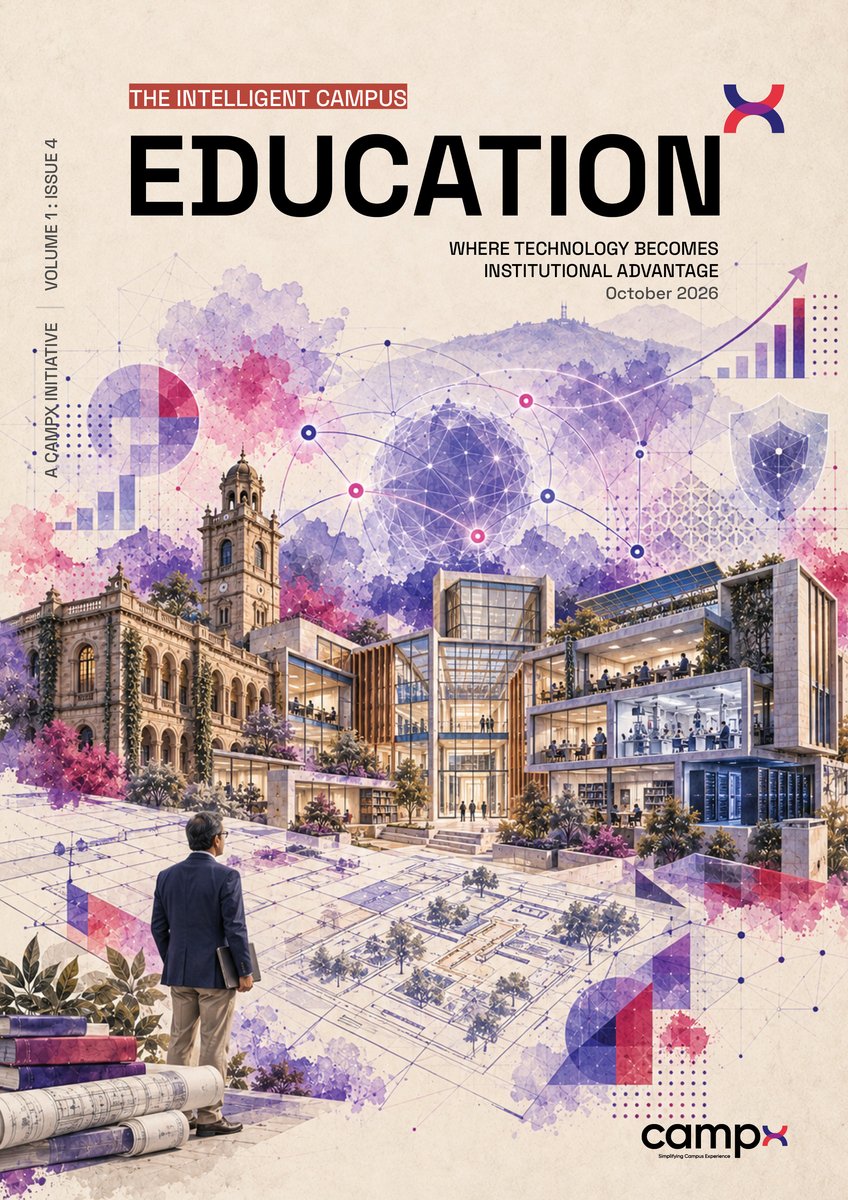 THE INTELLIGENT CAMPUS
EDUCATION
WHERE TECHNOLOGY BECOMES
INSTITUTIONAL ADVANTAGE
October 2026
A CAMPX INITIATIVE | VOLUME 1 : ISSUE 4
campx
Simplifying Campus Experience